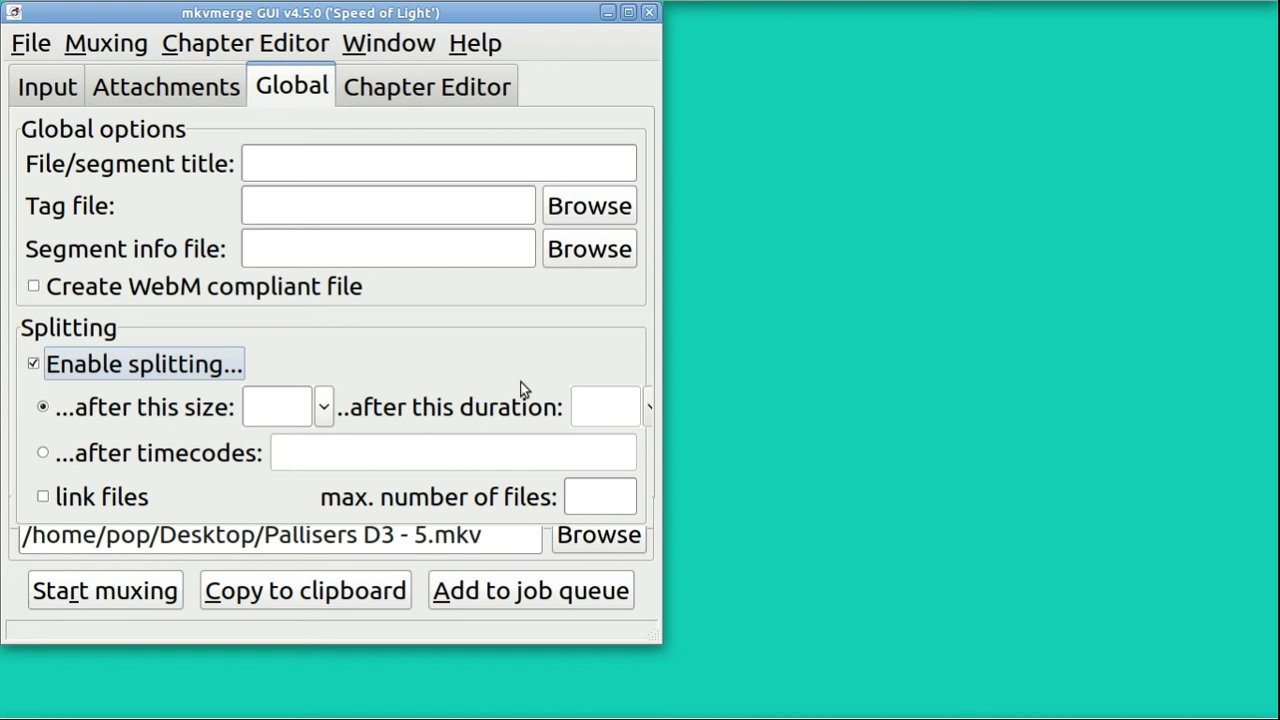 mkvmerge GUI v4.5.0 ('Speed of Light')
File Muxing Chapter Editor Window Help
Input Attachments Global Chapter Editor
Global options
File/segment title:
Tag file: Browse
Segment info file: Browse
Create WebM compliant file
Splitting
Enable splitting...
...after this size: ..after this duration:
...after timecodes:
link files max. number of files:
/home/pop/Desktop/Pallisers D3 - 5.mkv Browse
Start muxing Copy to clipboard Add to job queue